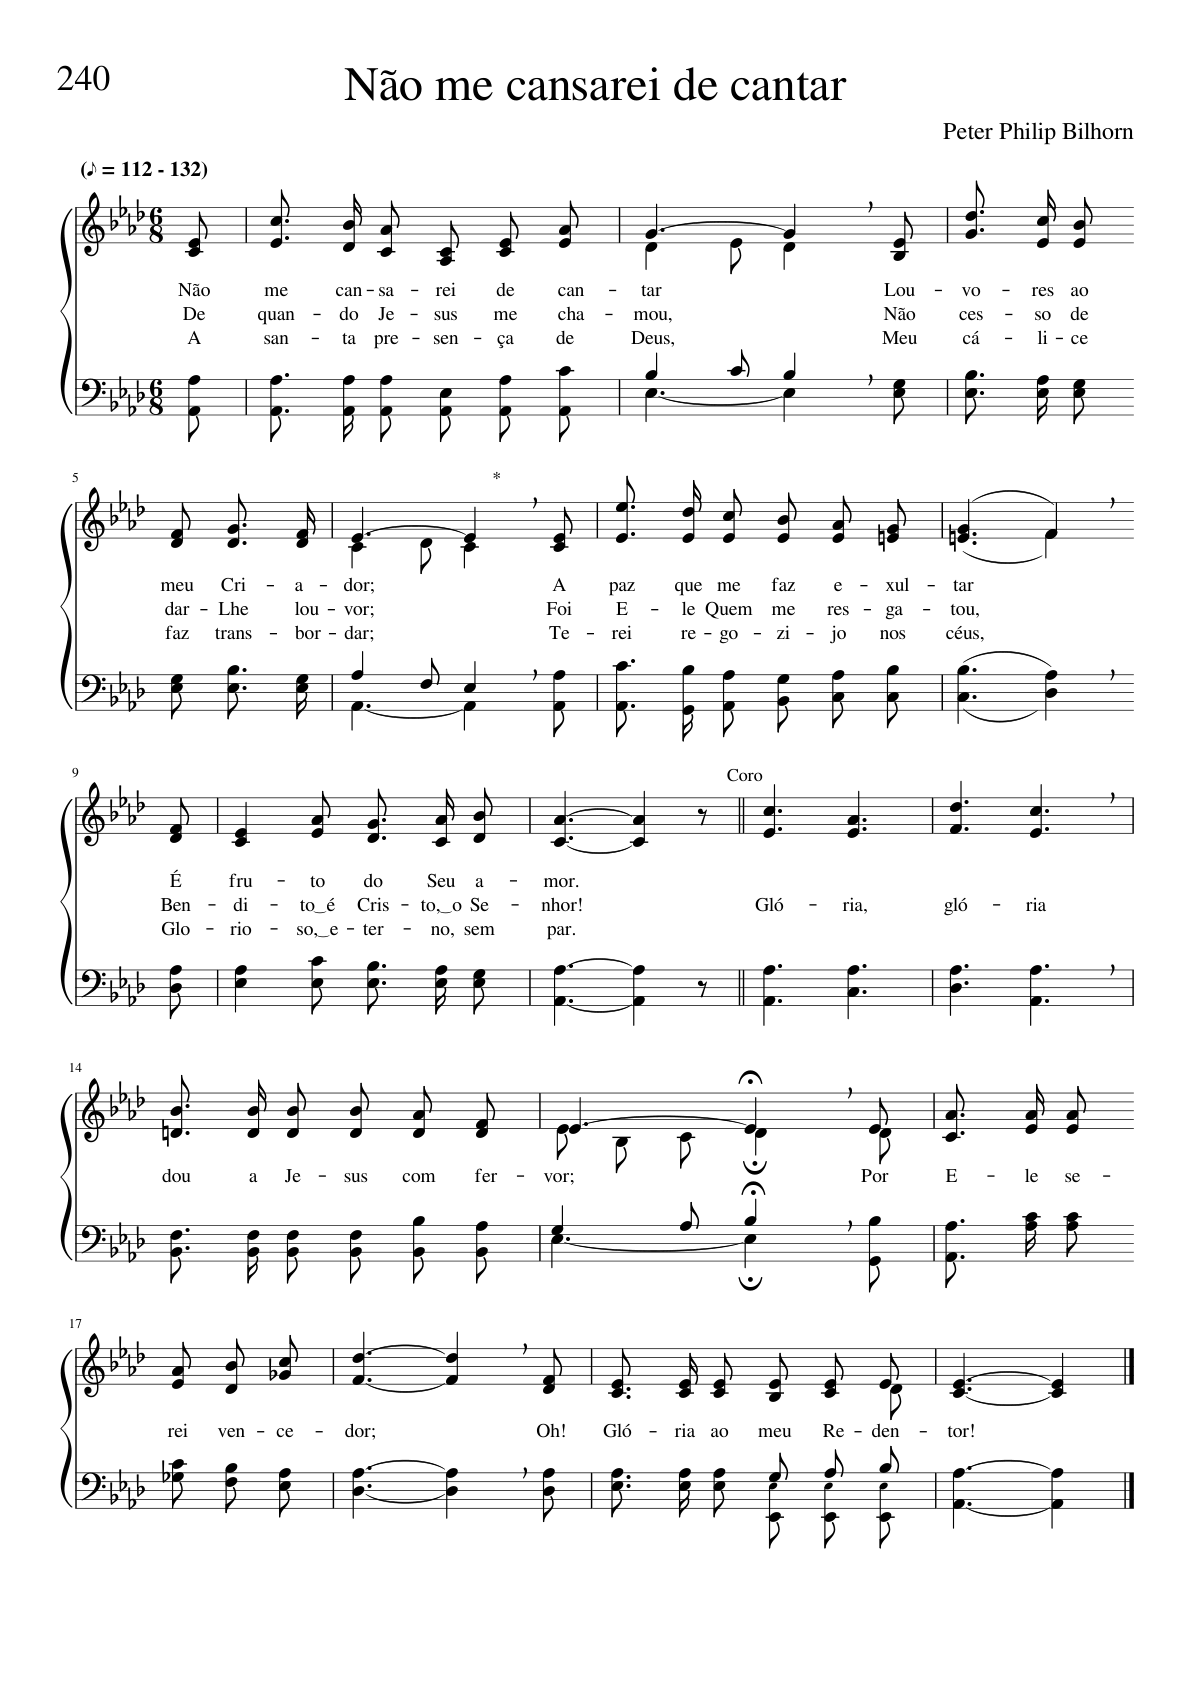 240
Não me cansarei de cantar
Peter Philip Bilhorn
(♪ = 112 - 132)
Não me can – sa – rei de can – tar Lou – vo – res ao
De quan – do Je – sus me cha – mou, Não ces – so de
A san – ta pre – sen – ça de Deus, Meu cá – li – ce
5
*
meu Cri – a – dor; A paz que me faz e – xul – tar
dar – Lhe lou – vor; Foi E – le Quem me res – ga – tou,
faz trans – bor – dar; Te – rei re – go – zi – jo nos céus,
9
Coro
É fru – to do Seu a – mor.
Ben – di – to‿é Cris – to,‿o Se – nhor! Gló – ria, gló – ria
Glo – rio – so,‿e – ter – no, sem par.
14
dou a Je – sus com fer – vor; Por E – le se –
17
rei ven – ce – dor; Oh! Gló – ria ao meu Re – den – tor!